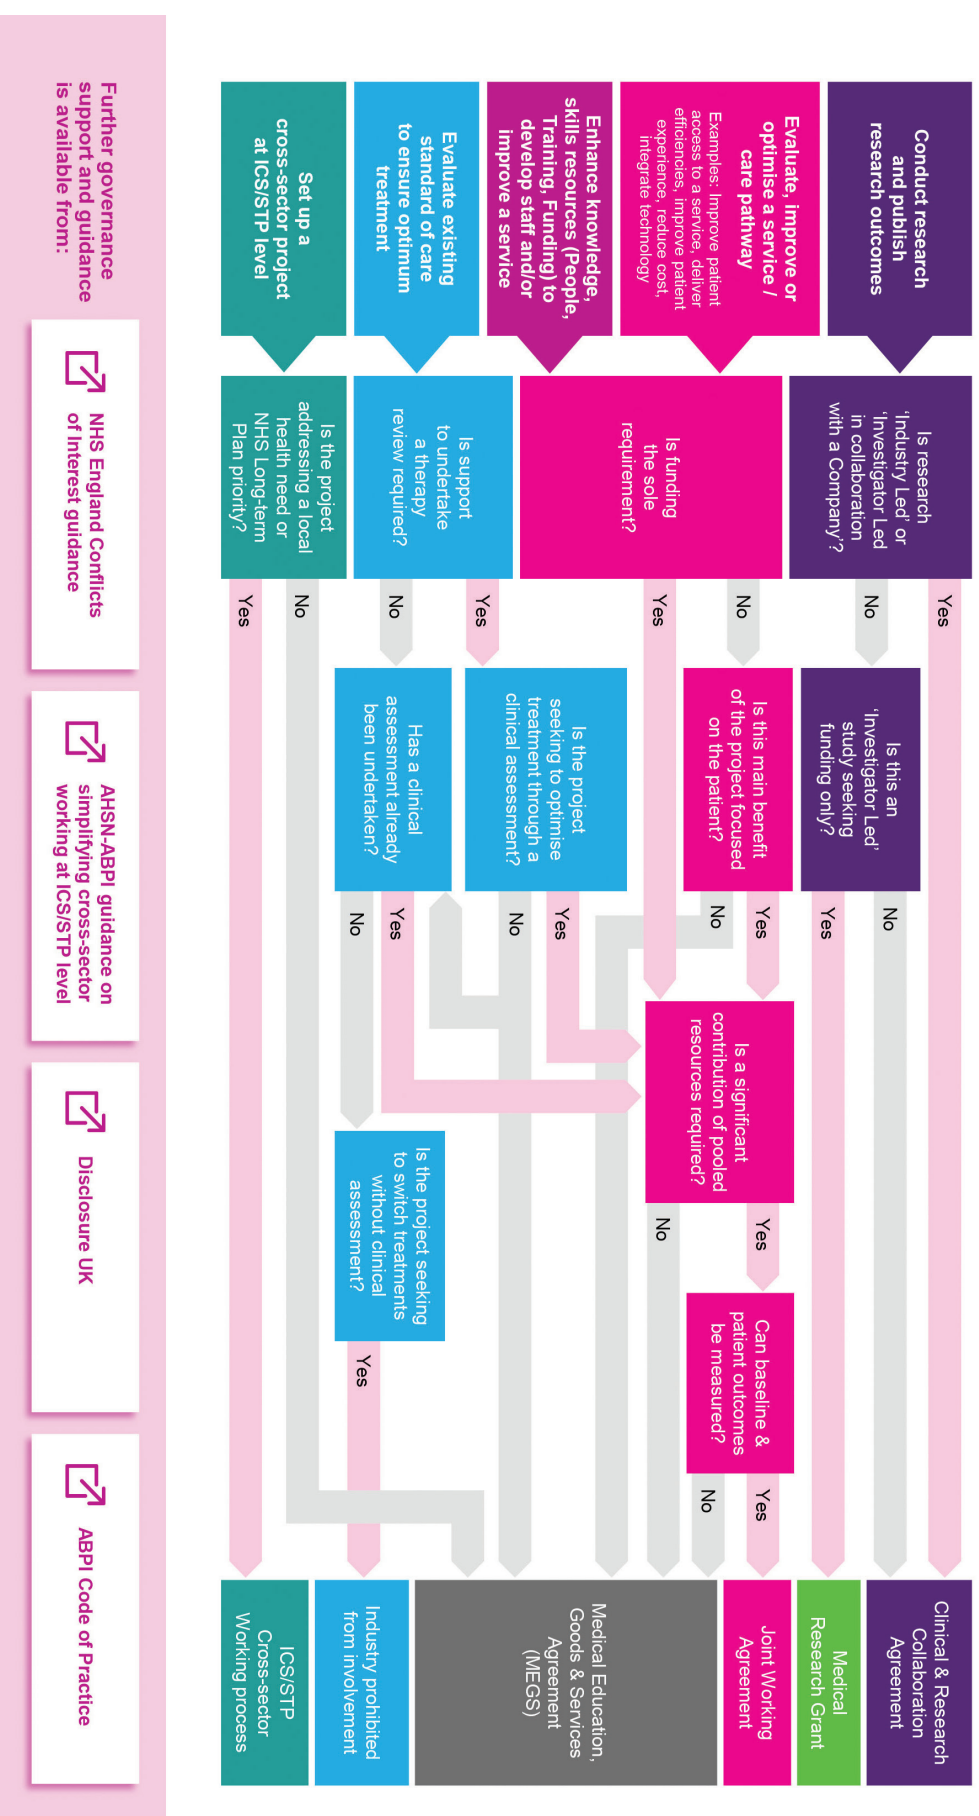 Conduct research
and publish
research outcomes
Evaluate, improve or
optimise a service /
care pathway
Examples: Improve patient
access to a service, deliver
efficiencies, improve patient
experience, reduce cost,
integrate technology
Enhance knowledge,
skills resources (People,
Training, Funding) to
develop staff and/or
improve a service
Evaluate existing
standard of care
to ensure optimum
treatment
Set up a
cross-sector project
at ICS/STP level
Is research
'Industry Led' or
'Investigator Led
in collaboration
with a Company'?
Is funding
the sole
requirement?
Is support
to undertake
a therapy
review required?
Is the project
addressing a local
health need or
NHS Long-term
Plan priority?
Yes
No
No
Yes
Yes
No
No
Yes
Is this an
'Investigator Led'
study seeking
funding only?
Is this main benefit
of the project focused
on the patient?
Is the project
seeking to optimise
treatment through a
clinical assessment?
Has a clinical
assessment already
been undertaken?
No
Yes
Yes
No
Yes
No
Yes
No
Is a significant
contribution of pooled
resources required?
Is the project seeking
to switch treatments
without clinical
assessment?
Yes
No
Yes
Can baseline &
patient outcomes
be measured?
Yes
No
Clinical & Research
Collaboration
Agreement
Medical
Research Grant
Joint Working
Agreement
Medical Education,
Goods & Services
Agreement
(MEGS)
Industry prohibited
from involvement
ICS/STP
Cross-sector
Working process
Further governance
support and guidance
is available from:
NHS England Conflicts
of Interest guidance
AHSN-ABPI guidance on
simplifying cross-sector
working at ICS/STP level
Disclosure UK
ABPI Code of Practice